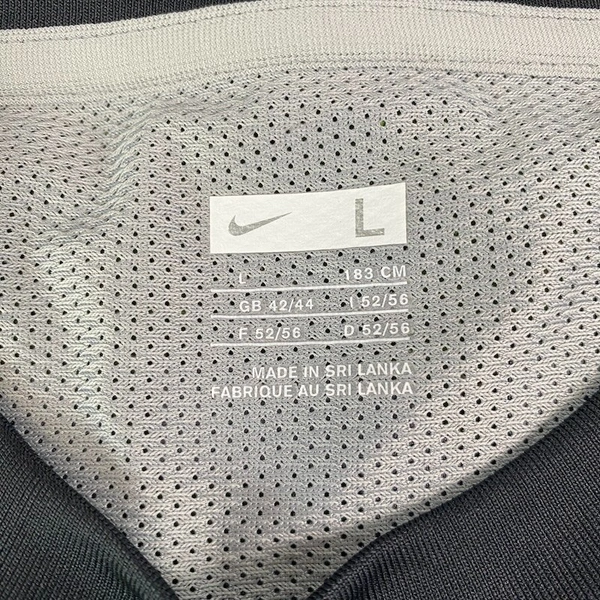 L
L 183 CM
GB 42/44 I 52/56
F 52/56 D 52/56
MADE IN SRI LANKA
FABRIQUE AU SRI LANKA